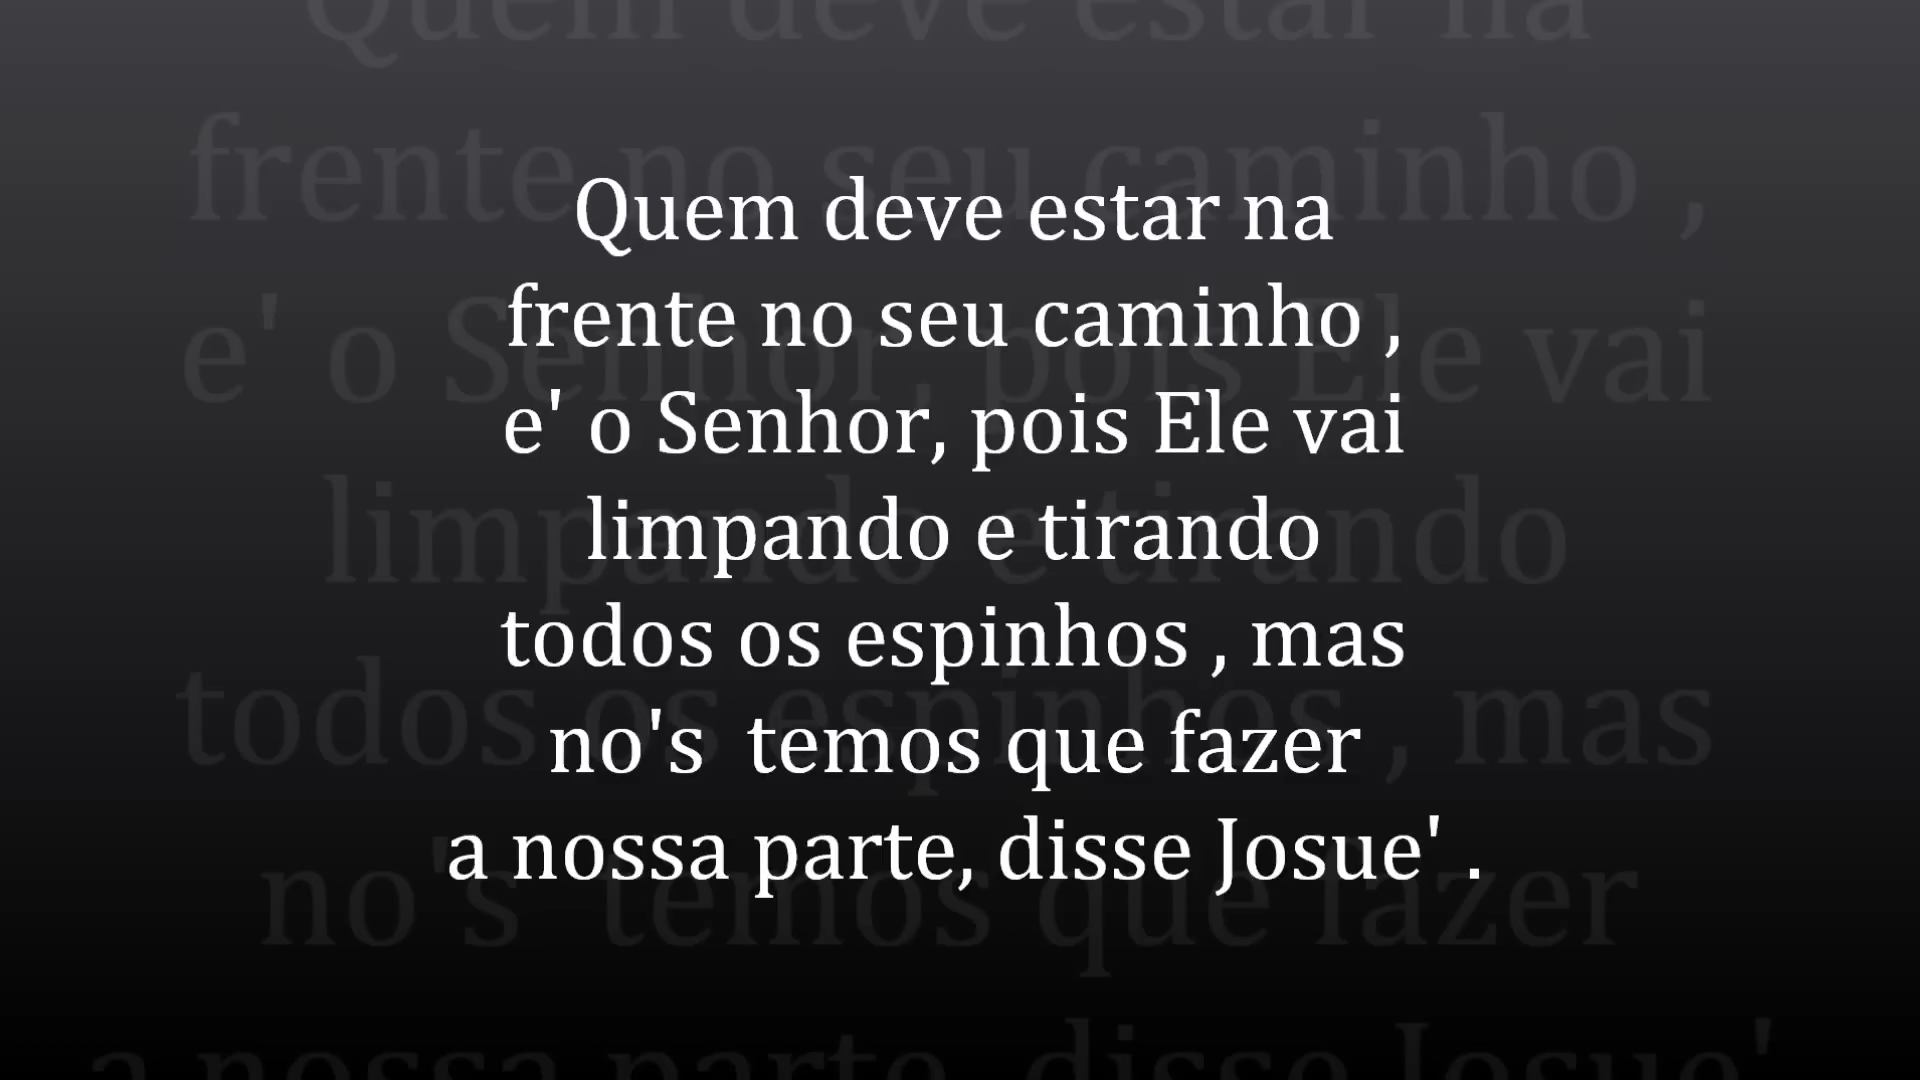 Quem deve estar na
frente no seu caminho ,
e' o Senhor, pois Ele vai
limpando e tirando
todos os espinhos , mas
no's  temos que fazer
a nossa parte, disse Josue' .